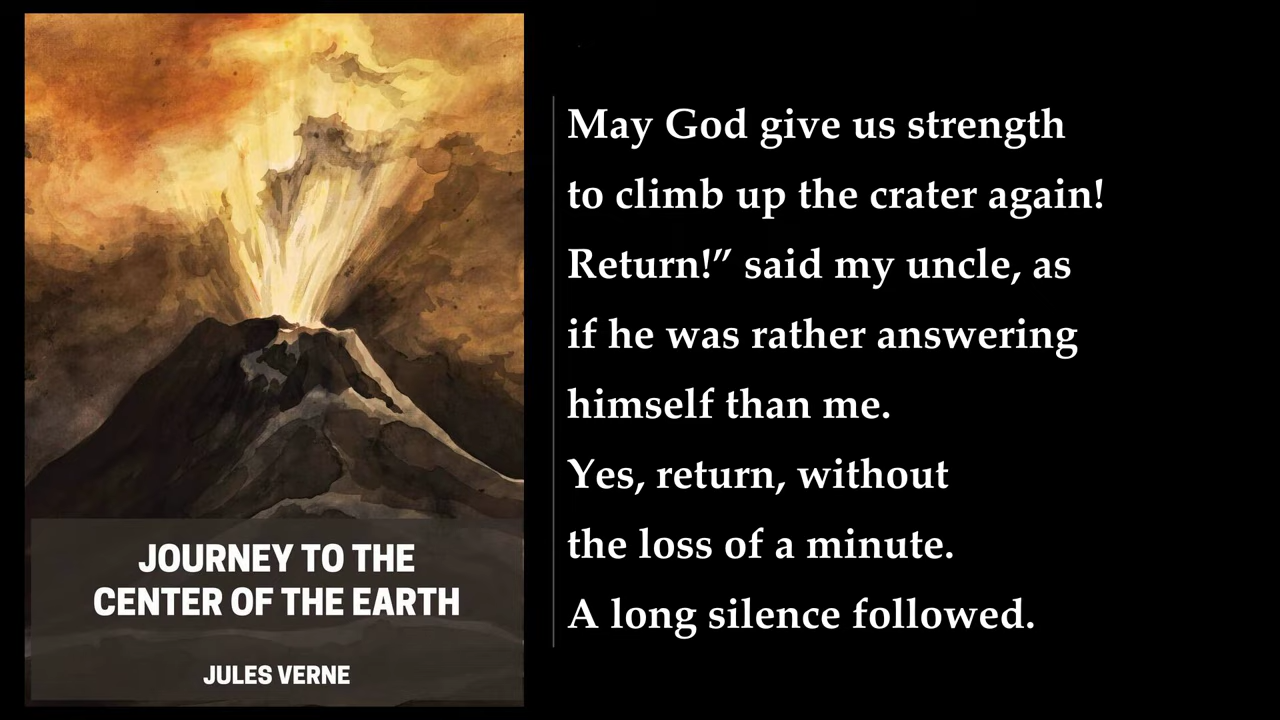 JOURNEY TO THE
CENTER OF THE EARTH
JULES VERNE
May God give us strength
to climb up the crater again!
Return!” said my uncle, as
if he was rather answering
himself than me.
Yes, return, without
the loss of a minute.
A long silence followed.